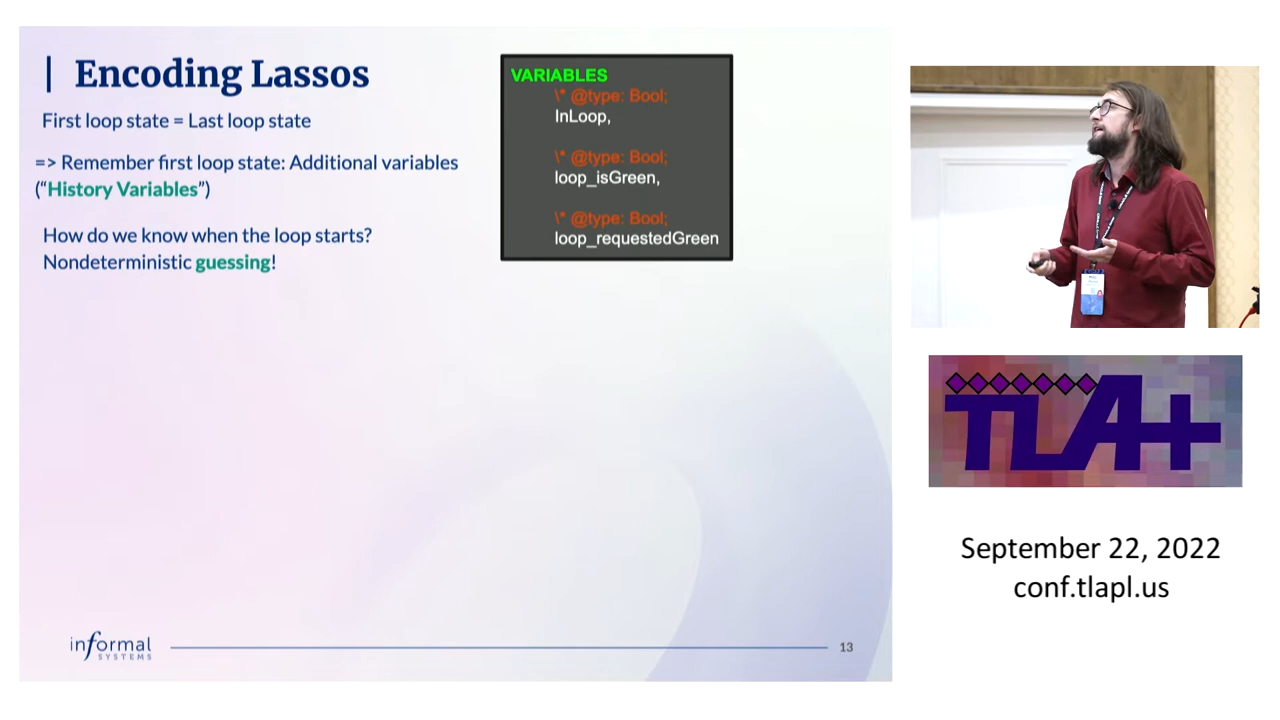 | Encoding Lassos
First loop state = Last loop state
=> Remember first loop state: Additional variables
(“History Variables”)
How do we know when the loop starts?
Nondeterministic guessing!
VARIABLES
\* @type: Bool;
InLoop,
\* @type: Bool;
loop_isGreen,
\* @type: Bool;
loop_requestedGreen
informal
SYSTEMS
13
TLA+
September 22, 2022
conf.tlapl.us